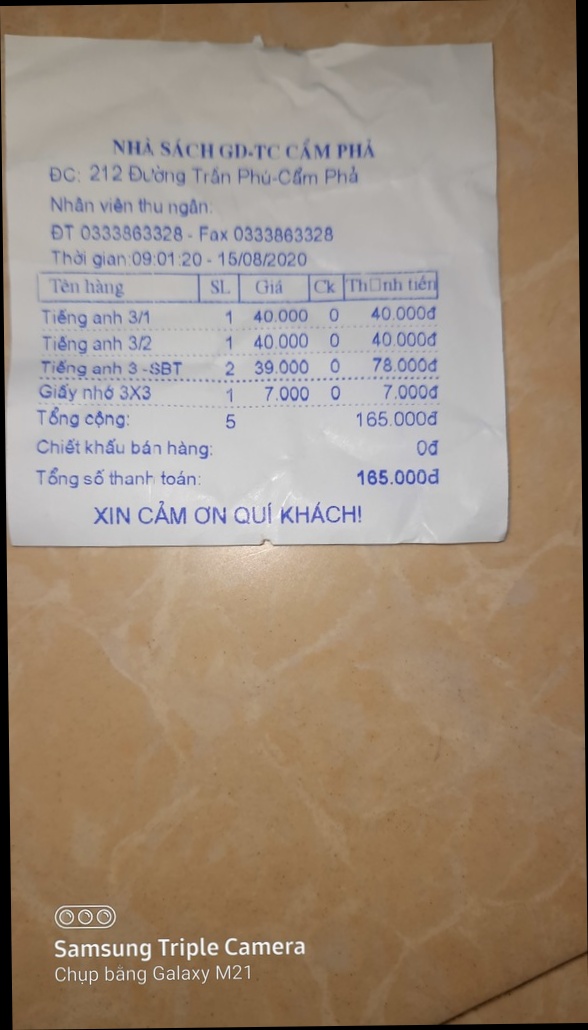 NHÀ SÁCH GD-TC CẨM PHẢ
ĐC: 212 Đường Trần Phú-Cẩm Phả
Nhân viên thu ngân:
ĐT 0333863328 - Fax 0333863328
Thời gian:09:01:20 - 15/08/2020
Tên hàng SL Giá Ck Th□nh tiền
Tiếng anh 3/1 1 40.000 0 40.000đ
Tiếng anh 3/2 1 40.000 0 40.000đ
Tiếng anh 3 -SBT 2 39.000 0 78.000đ
Giấy nhớ 3X3 1 7.000 0 7.000đ
Tổng cộng: 5 165.000đ
Chiết khấu bán hàng: 0đ
Tổng số thanh toán: 165.000đ
XIN CẢM ƠN QUÍ KHÁCH!
Samsung Triple Camera
Chụp bằng Galaxy M21